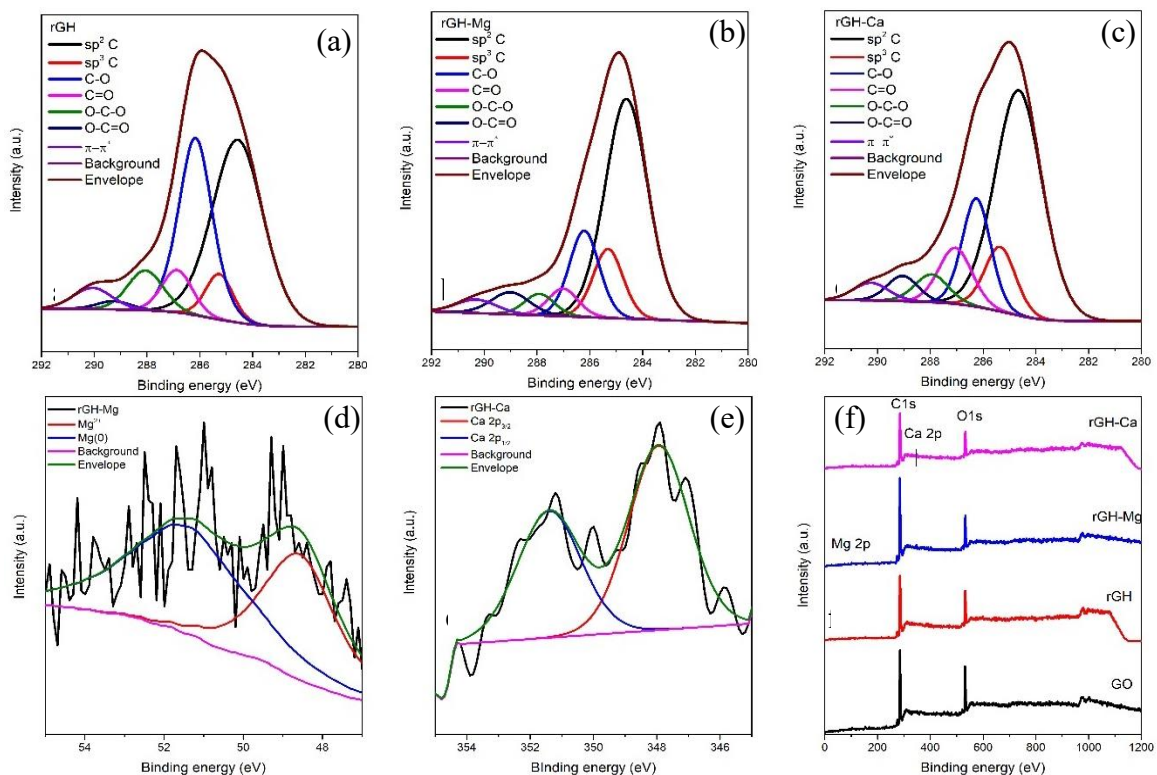 rGH
(a)
sp² C
sp³ C
C-O
C=O
O-C-O
O-C=O
π–π*
Background
Envelope
Intensity (a.u.)
292 290 288 286 284 282 280
Binding energy (eV)
rGH-Mg
(b)
sp² C
sp³ C
C-O
C=O
O-C-O
O-C=O
π–π*
Background
Envelope
Intensity (a.u.)
292 290 288 286 284 282 280
Binding energy (eV)
rGH-Ca
(c)
sp² C
sp³ C
C-O
C=O
O-C-O
O-C=O
π π*
Background
Envelope
Intensity (a.u.)
292 290 288 286 284 282 280
Binding energy (eV)
(d)
rGH-Mg
Mg²⁺
Mg(0)
Background
Envelope
Intensity (a.u.)
54 52 50 48
Binding energy (eV)
(e)
rGH-Ca
Ca 2p₃/₂
Ca 2p₁/₂
Background
Envelope
Intensity (a.u.)
354 352 350 348 346
BInding energy (eV)
(f)
C1s
O1s
rGH-Ca
Ca 2p
rGH-Mg
Mg 2p
rGH
GO
Intensity (a.u.)
0 200 400 600 800 1000 1200
Binding energy (eV)